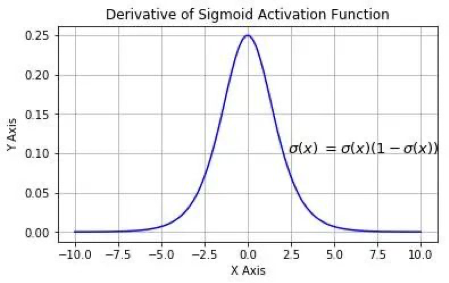 Derivative of Sigmoid Activation Function
0.25
0.20
0.15
0.10
0.05
0.00
Y Axis
σ(x) = σ(x)(1 − σ(x))
−10.0 −7.5 −5.0 −2.5 0.0 2.5 5.0 7.5 10.0
X Axis